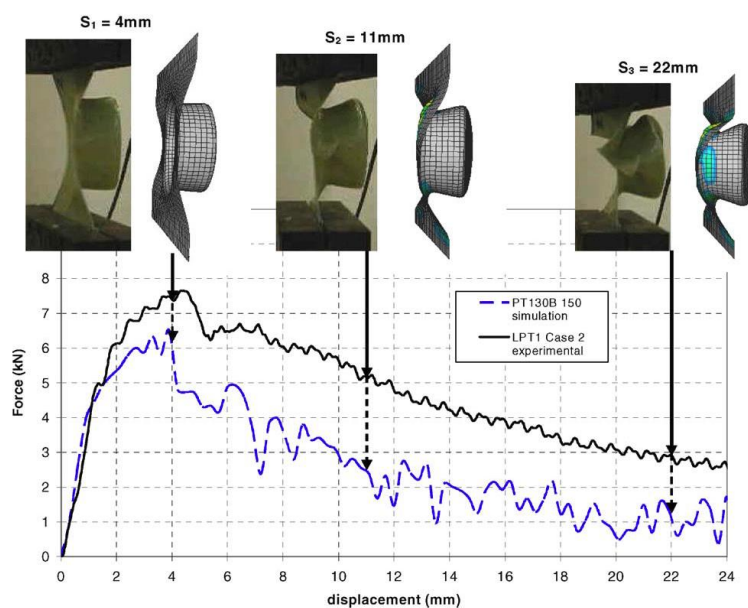 S₁ = 4mm
S₂ = 11mm
S₃ = 22mm
8
7
6
5
4
3
2
1
0
Force (kN)
PT130B 150
simulation
LPT1 Case 2
experimental
0 2 4 6 8 10 12 14 16 18 20 22 24
displacement (mm)